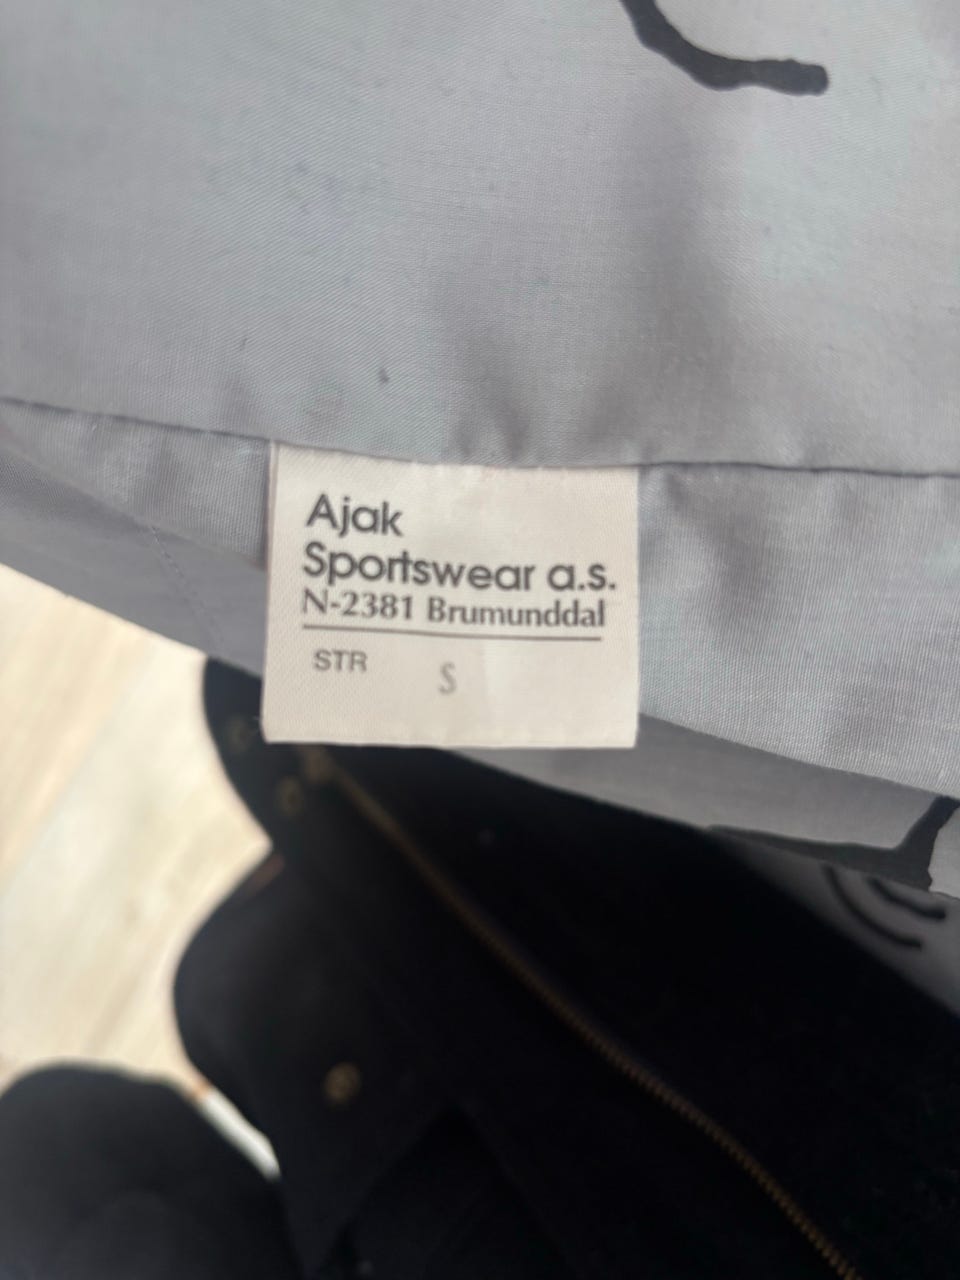 Ajak
Sportswear a.s.
N-2381 Brumunddal
STR S